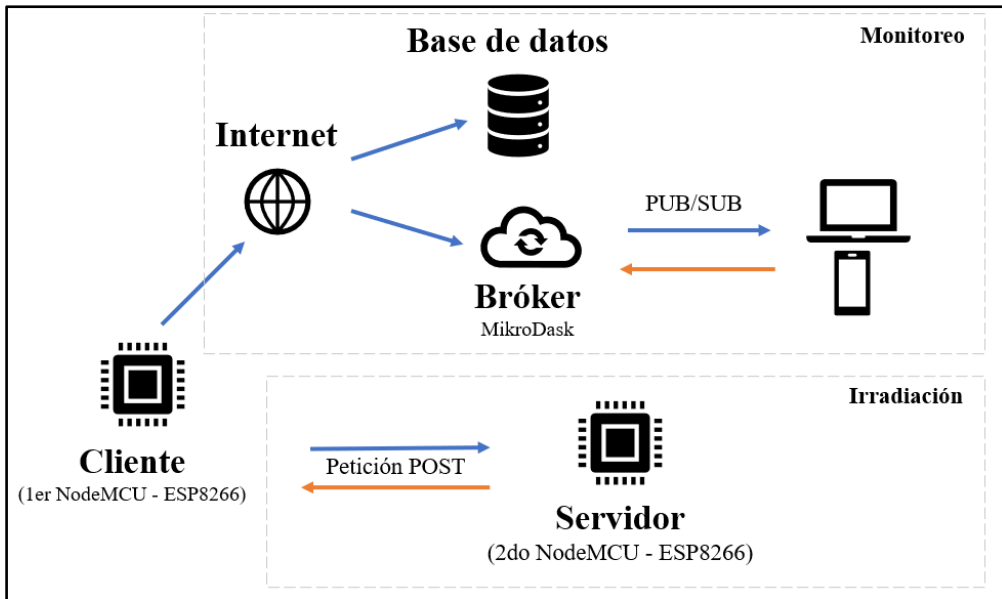 Base de datos
Monitoreo
Internet
PUB/SUB
Bróker
MikroDask
Irradiación
Cliente
(1er NodeMCU - ESP8266)
Petición POST
Servidor
(2do NodeMCU - ESP8266)